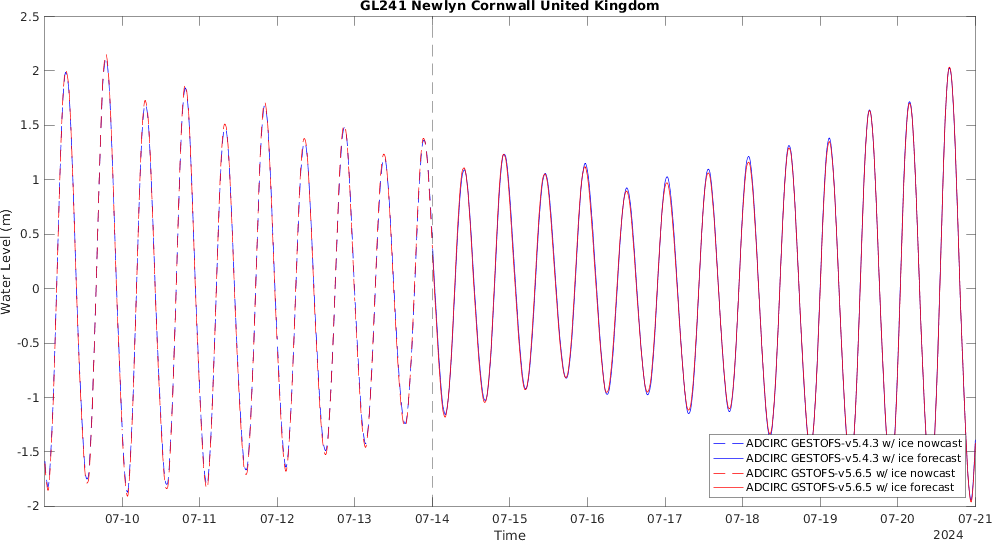 GL241 Newlyn Cornwall United Kingdom
2.5
2
1.5
1
0.5
0
-0.5
-1
-1.5
-2
Water Level (m)
ADCIRC GESTOFS-v5.4.3 w/ ice nowcast
ADCIRC GESTOFS-v5.4.3 w/ ice forecast
ADCIRC GSTOFS-v5.6.5 w/ ice nowcast
ADCIRC GSTOFS-v5.6.5 w/ ice forecast
07-10 07-11 07-12 07-13 07-14 07-15 07-16 07-17 07-18 07-19 07-20 07-21
Time
2024